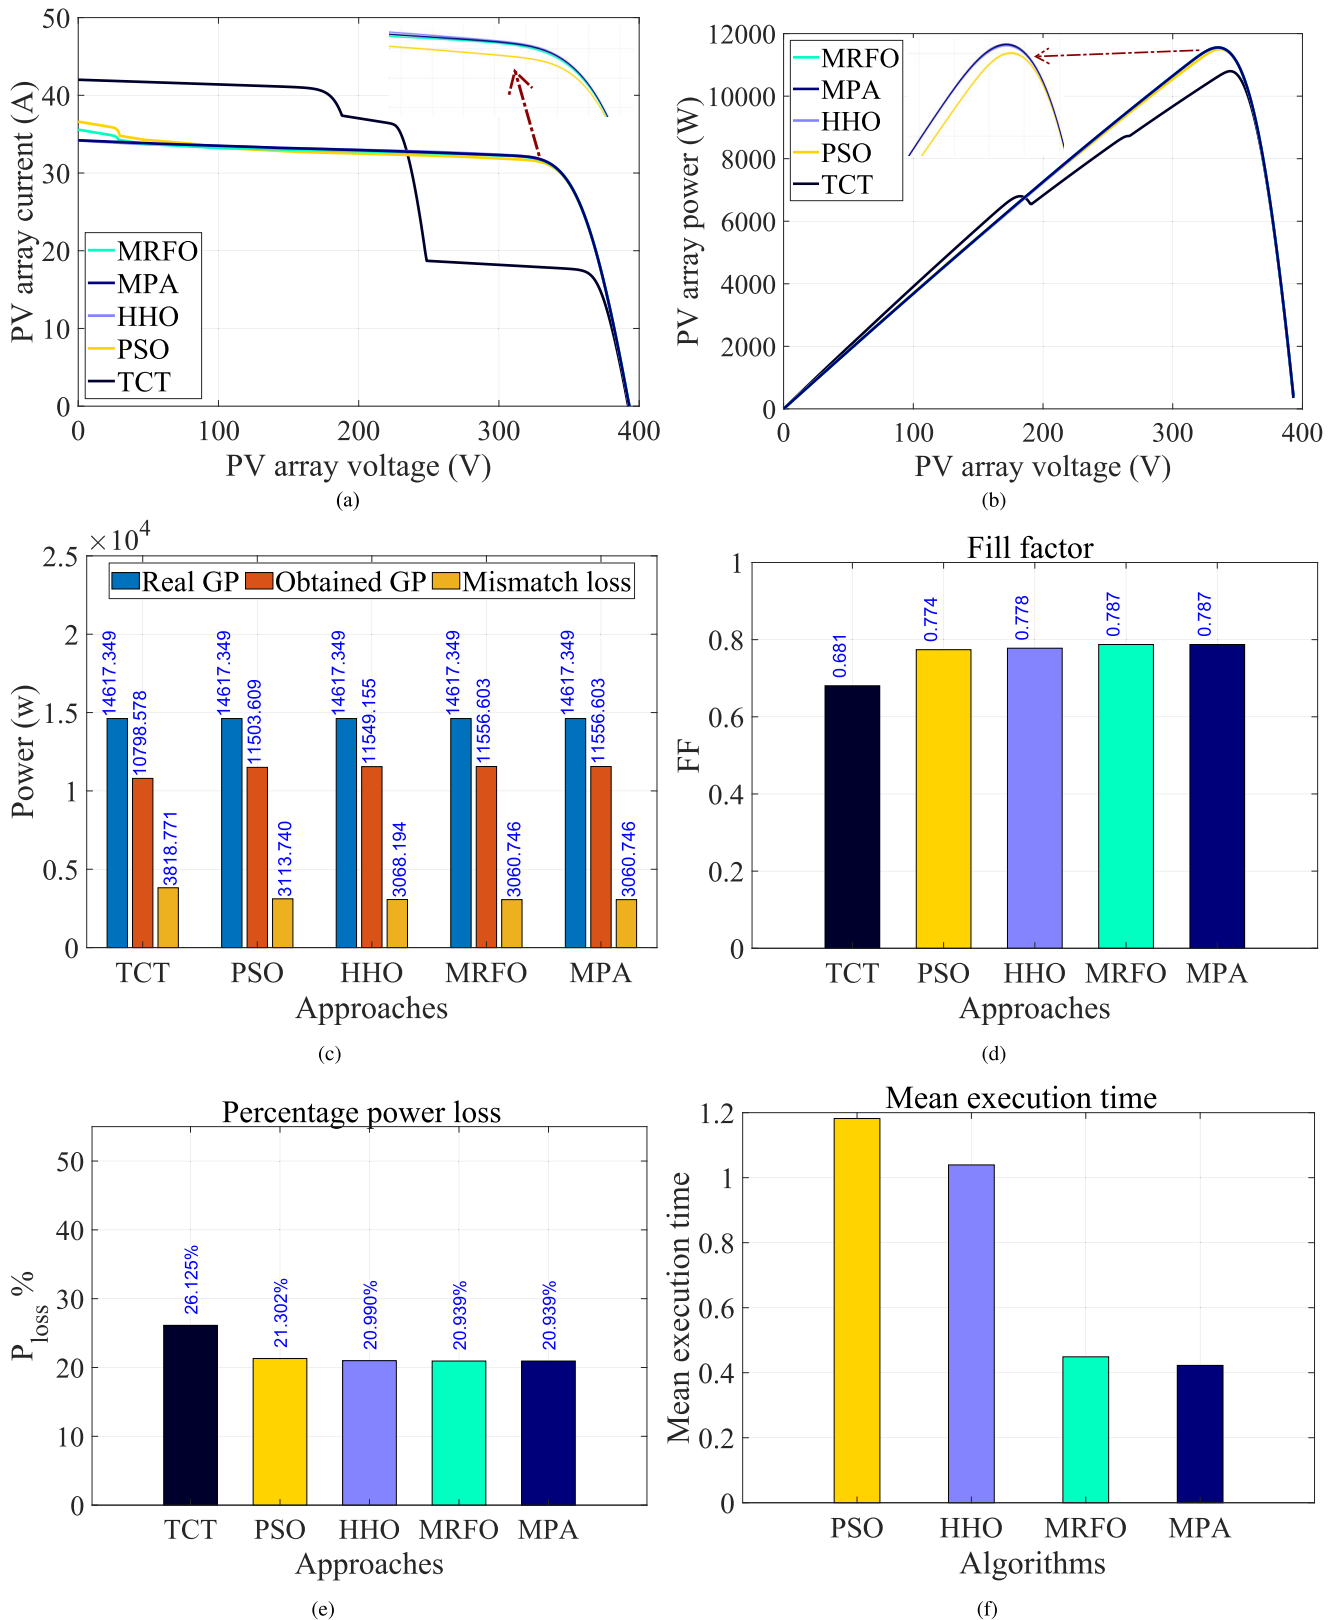 50
40
30
20
10
0
0
100
200
300
400
PV array current (A)
PV array voltage (V)
MRFO
MPA
HHO
PSO
TCT
(a)
12000
10000
8000
6000
4000
2000
0
0
100
200
300
400
PV array power (W)
PV array voltage (V)
MRFO
MPA
HHO
PSO
TCT
(b)
×10^4
2.5
2
1.5
1
0.5
0
Power (w)
Real GP Obtained GP Mismatch loss
14617.349
10798.578
3818.771
14617.349
11503.609
3113.740
14617.349
11549.155
3068.194
14617.349
11556.603
3060.746
14617.349
11556.603
3060.746
TCT PSO HHO MRFO MPA
Approaches
(c)
Fill factor
1
0.8
0.6
0.4
0.2
0
FF
0.681
0.774
0.778
0.787
0.787
TCT PSO HHO MRFO MPA
Approaches
(d)
Percentage power loss
50
40
30
20
10
0
P_loss %
26.125%
21.302%
20.990%
20.939%
20.939%
TCT PSO HHO MRFO MPA
Approaches
(e)
Mean execution time
1.2
1
0.8
0.6
0.4
0.2
0
Mean execution time
PSO HHO MRFO MPA
Algorithms
(f)